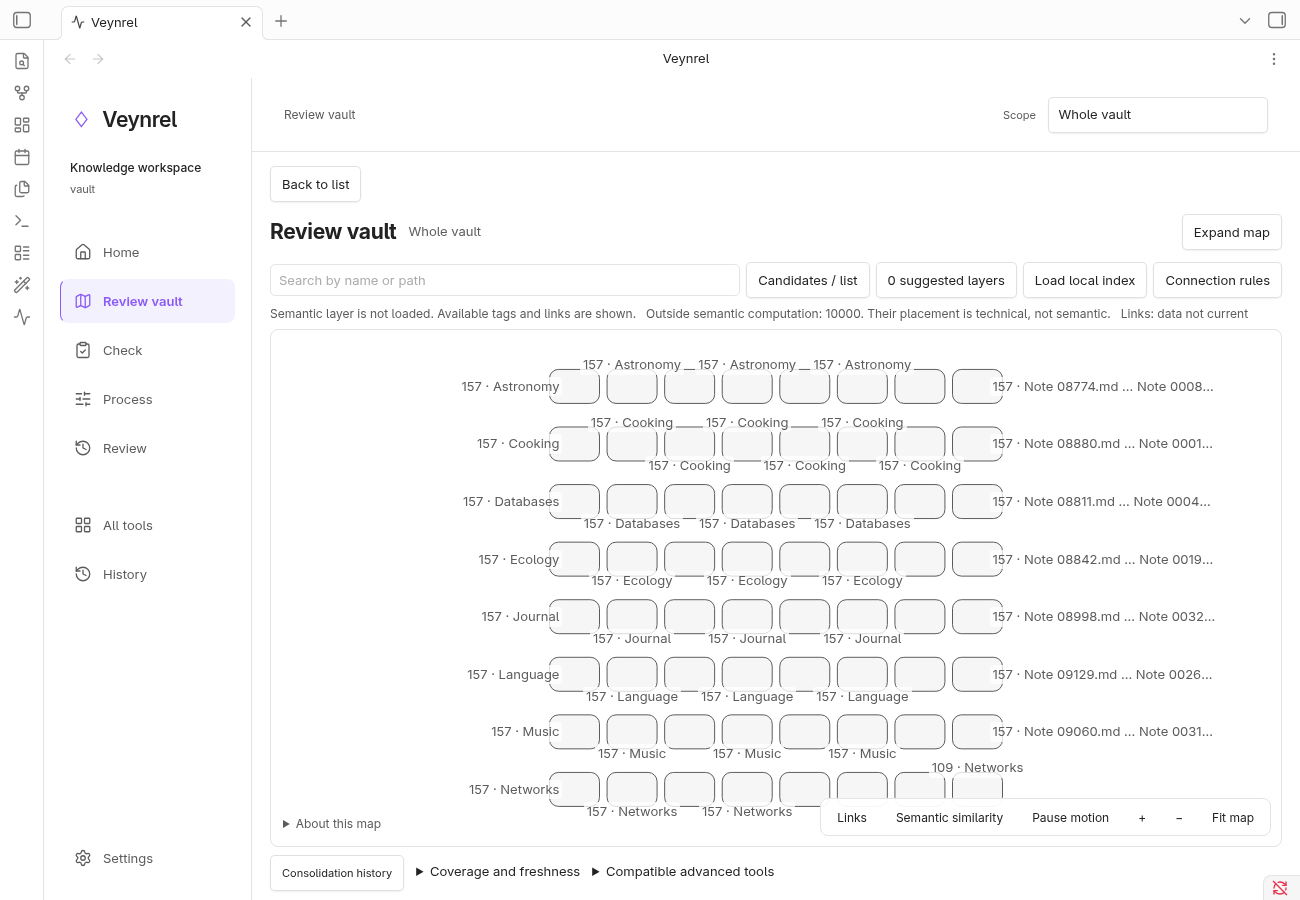 Veynrel
Veynrel
Veynrel
Review vault
Scope
Whole vault
Knowledge workspace
vault
Home
Review vault
Check
Process
Review
All tools
History
Settings
Back to list
Review vault Whole vault
Expand map
Search by name or path
Candidates / list
0 suggested layers
Load local index
Connection rules
Semantic layer is not loaded. Available tags and links are shown. Outside semantic computation: 10000. Their placement is technical, not semantic. Links: data not current
157 · Astronomy 157 · Astronomy 157 · Astronomy
157 · Astronomy 157 · Note 08774.md ... Note 0008...
157 · Cooking 157 · Cooking 157 · Cooking
157 · Cooking 157 · Note 08880.md ... Note 0001...
157 · Cooking 157 · Cooking 157 · Cooking
157 · Databases 157 · Note 08811.md ... Note 0004...
157 · Databases 157 · Databases 157 · Databases
157 · Ecology 157 · Note 08842.md ... Note 0019...
157 · Ecology 157 · Ecology 157 · Ecology
157 · Journal 157 · Note 08998.md ... Note 0032...
157 · Journal 157 · Journal 157 · Journal
157 · Language 157 · Note 09129.md ... Note 0026...
157 · Language 157 · Language 157 · Language
157 · Music 157 · Note 09060.md ... Note 0031...
157 · Music 157 · Music 157 · Music
109 · Networks
157 · Networks
157 · Networks 157 · Networks
About this map
Links
Semantic similarity
Pause motion
+
−
Fit map
Consolidation history
Coverage and freshness
Compatible advanced tools